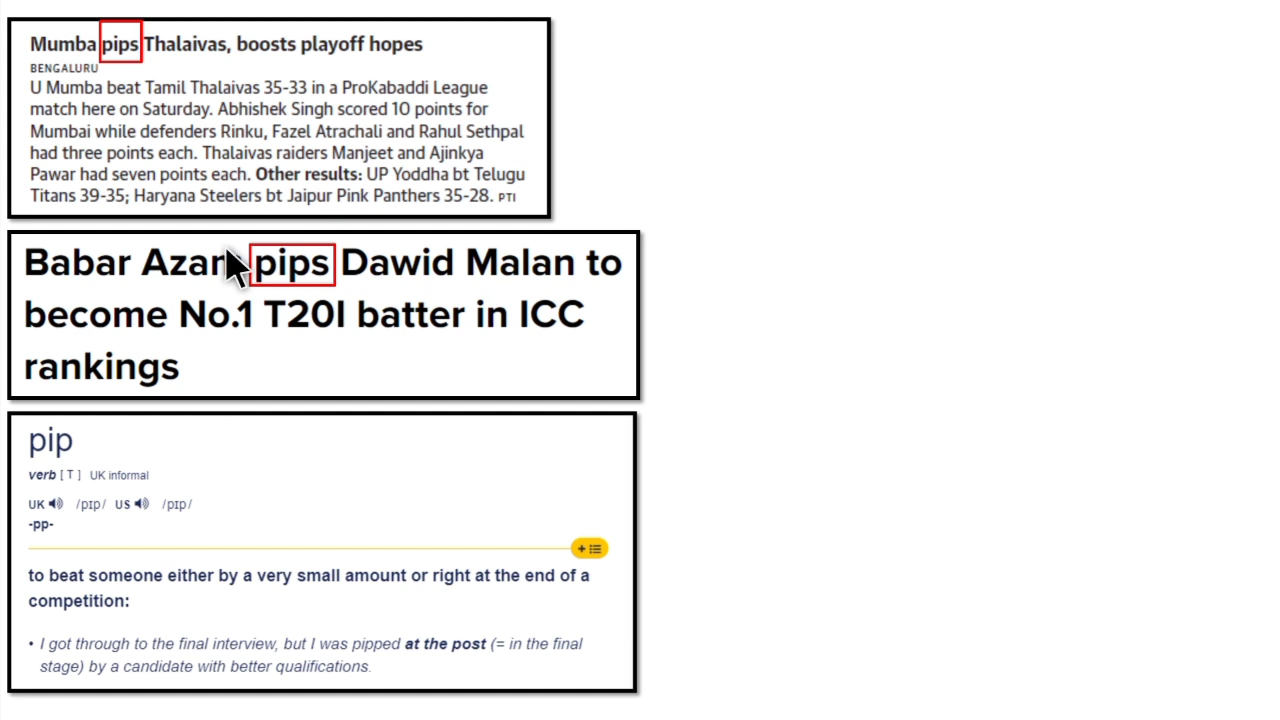 Mumba pips Thalaivas, boosts playoff hopes
BENGALURU
U Mumba beat Tamil Thalaivas 35-33 in a ProKabaddi League
match here on Saturday. Abhishek Singh scored 10 points for
Mumbai while defenders Rinku, Fazel Atrachali and Rahul Sethpal
had three points each. Thalaivas raiders Manjeet and Ajinkya
Pawar had seven points each. Other results: UP Yoddha bt Telugu
Titans 39-35; Haryana Steelers bt Jaipur Pink Panthers 35-28. PTI
Babar Azam pips Dawid Malan to
become No.1 T20I batter in ICC
rankings
pip
verb [ T ] UK informal
UK /pɪp/ US /pɪp/
-pp-
to beat someone either by a very small amount or right at the end of a
competition:
• I got through to the final interview, but I was pipped at the post (= in the final
stage) by a candidate with better qualifications.